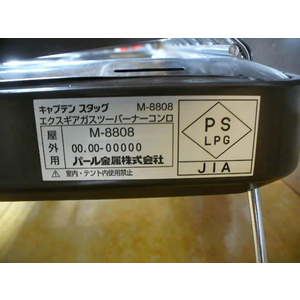 キャプテン スタッグ M-8808
エクスギアガスツーバーナーコンロ
屋外用
M-8808
00.00-00000
パール金属株式会社
⚠ 室内・テント内使用禁止
PS
LPG
JIA